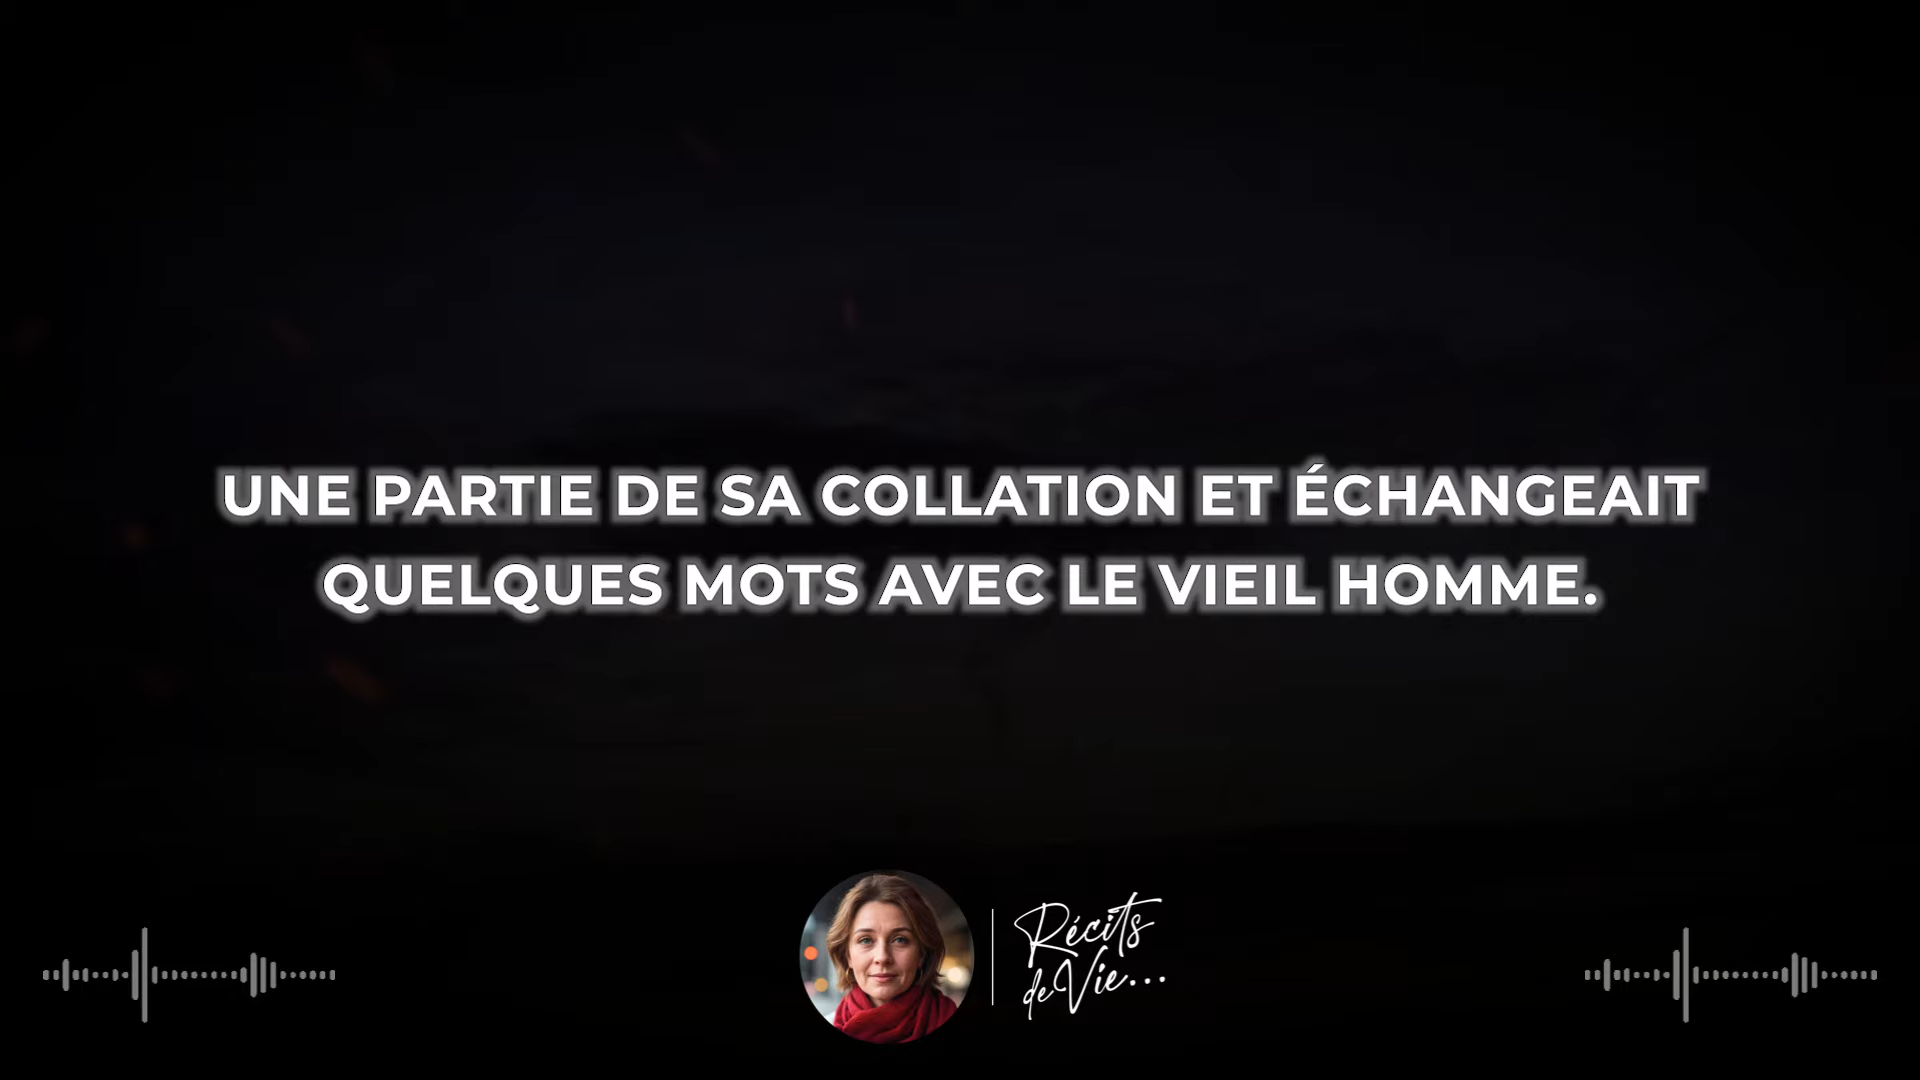 UNE PARTIE DE SA COLLATION ET ÉCHANGEAIT
QUELQUES MOTS AVEC LE VIEIL HOMME.
Récits
de Vie...